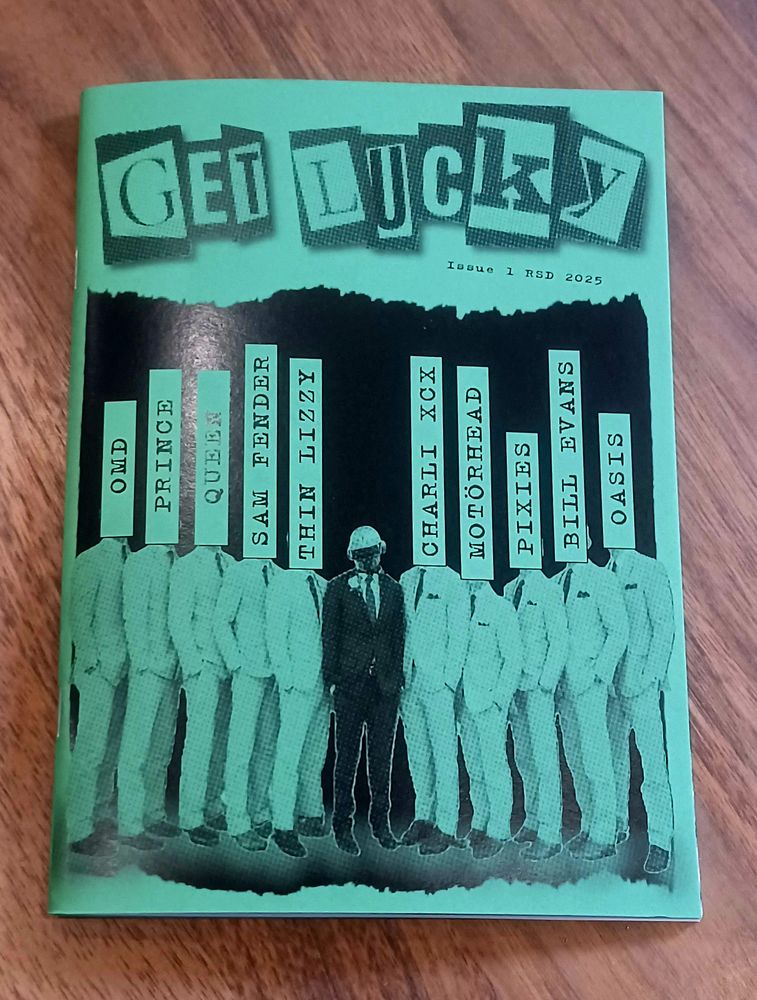 GET LUCky
Issue 1 RSD 2025
OMD
PRINCE
QUEEN
SAM FENDER
THIN LIZZY
CHARLI XCX
MOTÖRHEAD
PIXIES
BILL EVANS
OASIS